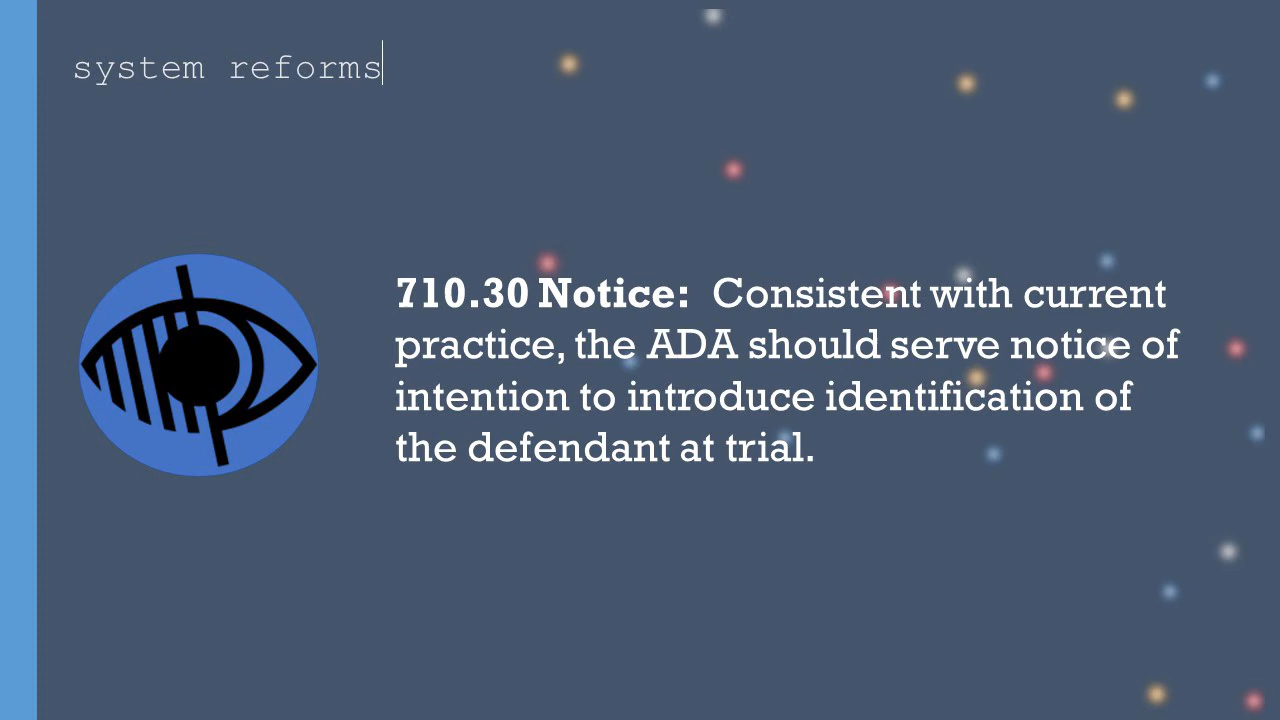 system reforms
710.30 Notice: Consistent with current
practice, the ADA should serve notice of
intention to introduce identification of
the defendant at trial.